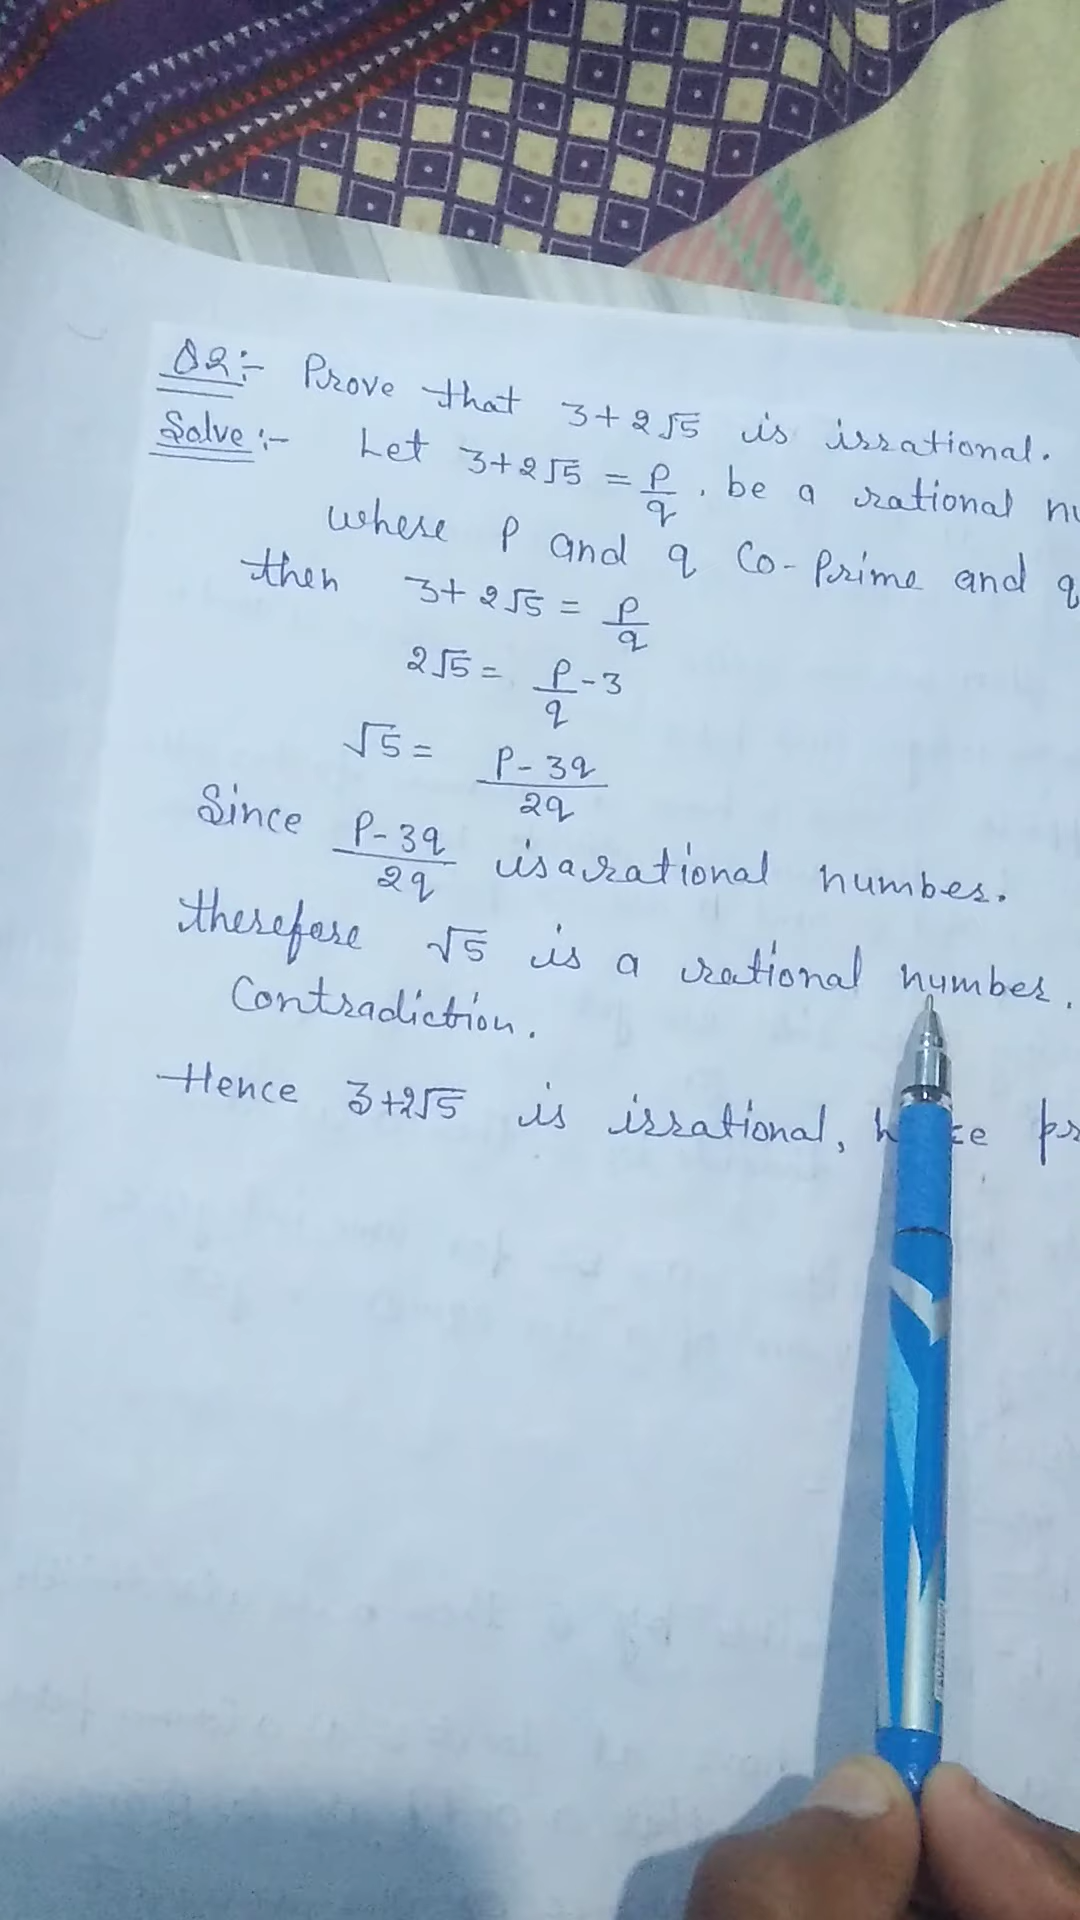 Q2:- Prove that 3+2√5 is irrational.
Solve:- Let 3+2√5 = p/q, be a rational
where p and q co-prime and q
then 3+2√5 = p/q
2√5 = p/q - 3
√5 = p-3q/2q
Since p-3q/2q is a rational number.
therefore √5 is a rational number.
Contradiction.
Hence 3+2√5 is irrational,